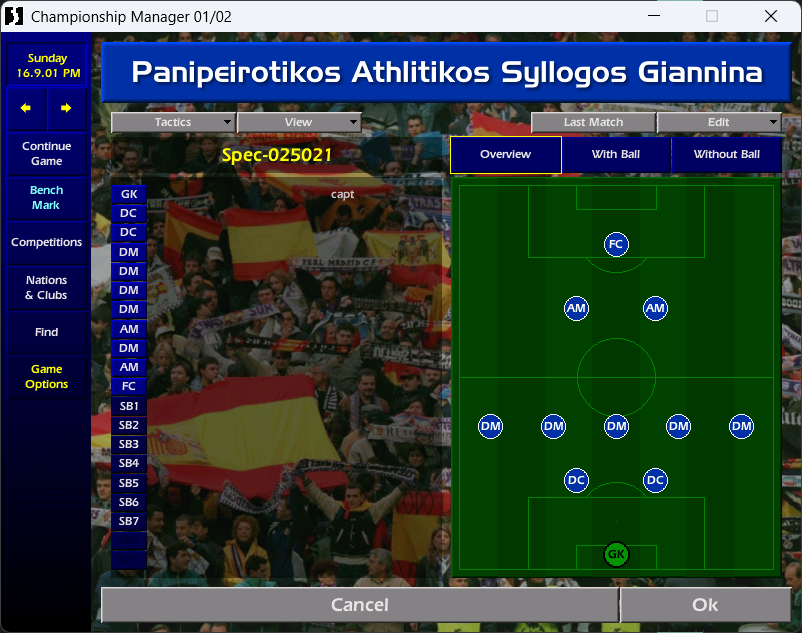 Championship Manager 01/02
Sunday
16.9.01 PM
Panipeirotikos Athlitikos Syllogos Giannina
Tactics
View
Last Match
Edit
Continue
Game
Bench
Mark
Competitions
Nations
& Clubs
Find
Game
Options
Spec-025021
Overview
With Ball
Without Ball
GK
capt
DC
DC
DM
DM
DM
DM
AM
DM
AM
FC
SB1
SB2
SB3
SB4
SB5
SB6
SB7
FC
AM
AM
DM
DM
DM
DM
DM
DC
DC
GK
REAL MADRID C.F.
Cancel
Ok